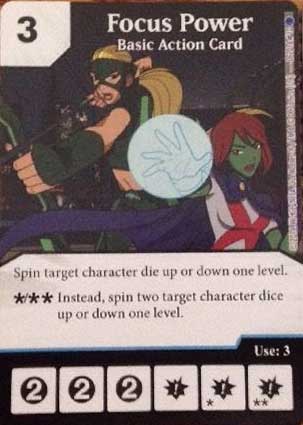 3
Focus Power
Basic Action Card
Spin target character die up or down one level.
*/** Instead, spin two target character dice
up or down one level.
Use: 3
2 2 2 ! ! !
* **